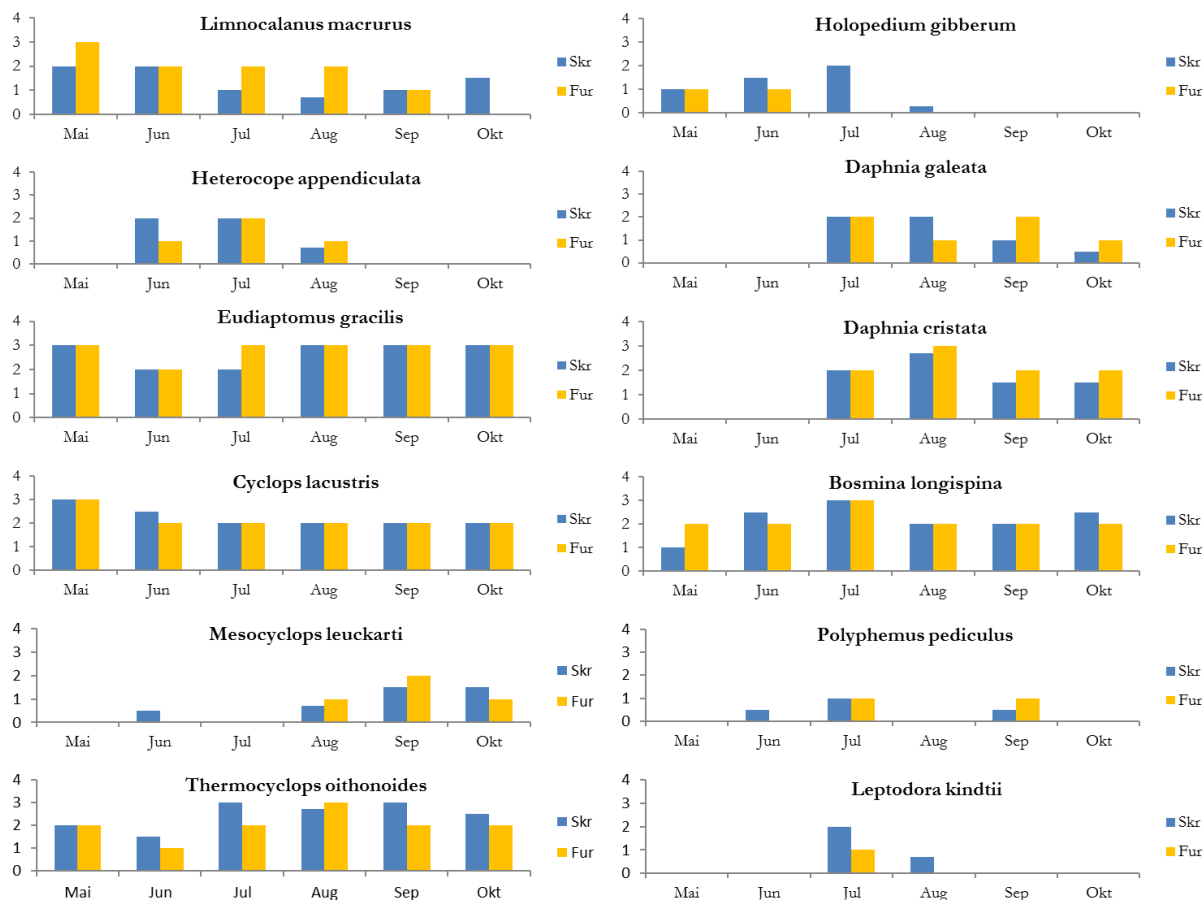 Limnocalanus macrurus
4
3
2
1
0
Mai Jun Jul Aug Sep Okt
Skr
Fur
Heterocope appendiculata
4
3
2
1
0
Mai Jun Jul Aug Sep Okt
Skr
Fur
Eudiaptomus gracilis
4
3
2
1
0
Mai Jun Jul Aug Sep Okt
Skr
Fur
Cyclops lacustris
4
3
2
1
0
Mai Jun Jul Aug Sep Okt
Skr
Fur
Mesocyclops leuckarti
4
3
2
1
0
Mai Jun Jul Aug Sep Okt
Skr
Fur
Thermocyclops oithonoides
4
3
2
1
0
Mai Jun Jul Aug Sep Okt
Skr
Fur
Holopedium gibberum
4
3
2
1
0
Mai Jun Jul Aug Sep Okt
Skr
Fur
Daphnia galeata
4
3
2
1
0
Mai Jun Jul Aug Sep Okt
Skr
Fur
Daphnia cristata
4
3
2
1
0
Mai Jun Jul Aug Sep Okt
Skr
Fur
Bosmina longispina
4
3
2
1
0
Mai Jun Jul Aug Sep Okt
Skr
Fur
Polyphemus pediculus
4
3
2
1
0
Mai Jun Jul Aug Sep Okt
Skr
Fur
Leptodora kindtii
4
3
2
1
0
Mai Jun Jul Aug Sep Okt
Skr
Fur